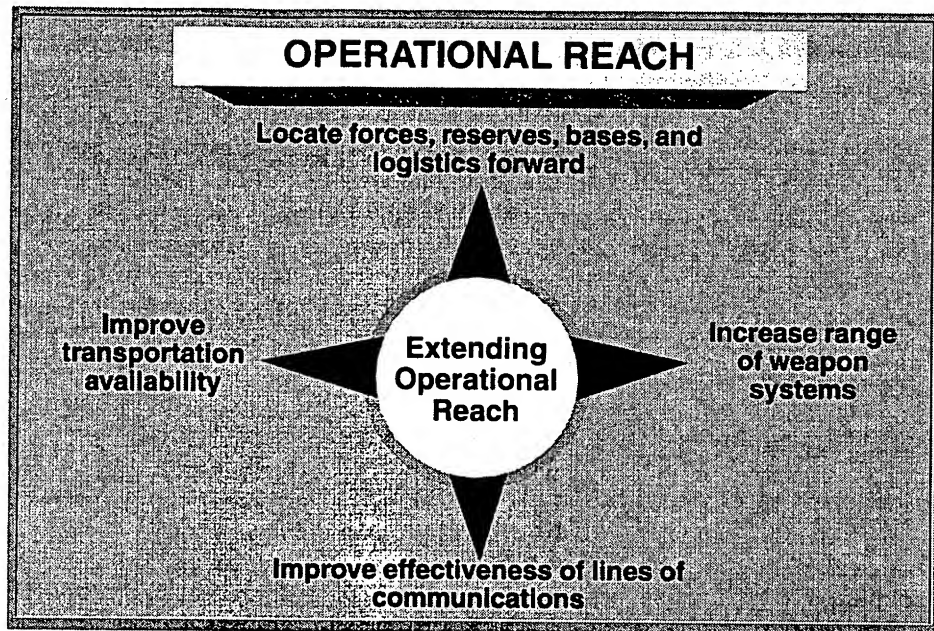 OPERATIONAL REACH
Locate forces, reserves, bases, and
logistics forward
Improve
transportation
availability
Extending
Operational
Reach
Increase range
of weapon
systems
Improve effectiveness of lines of
communications